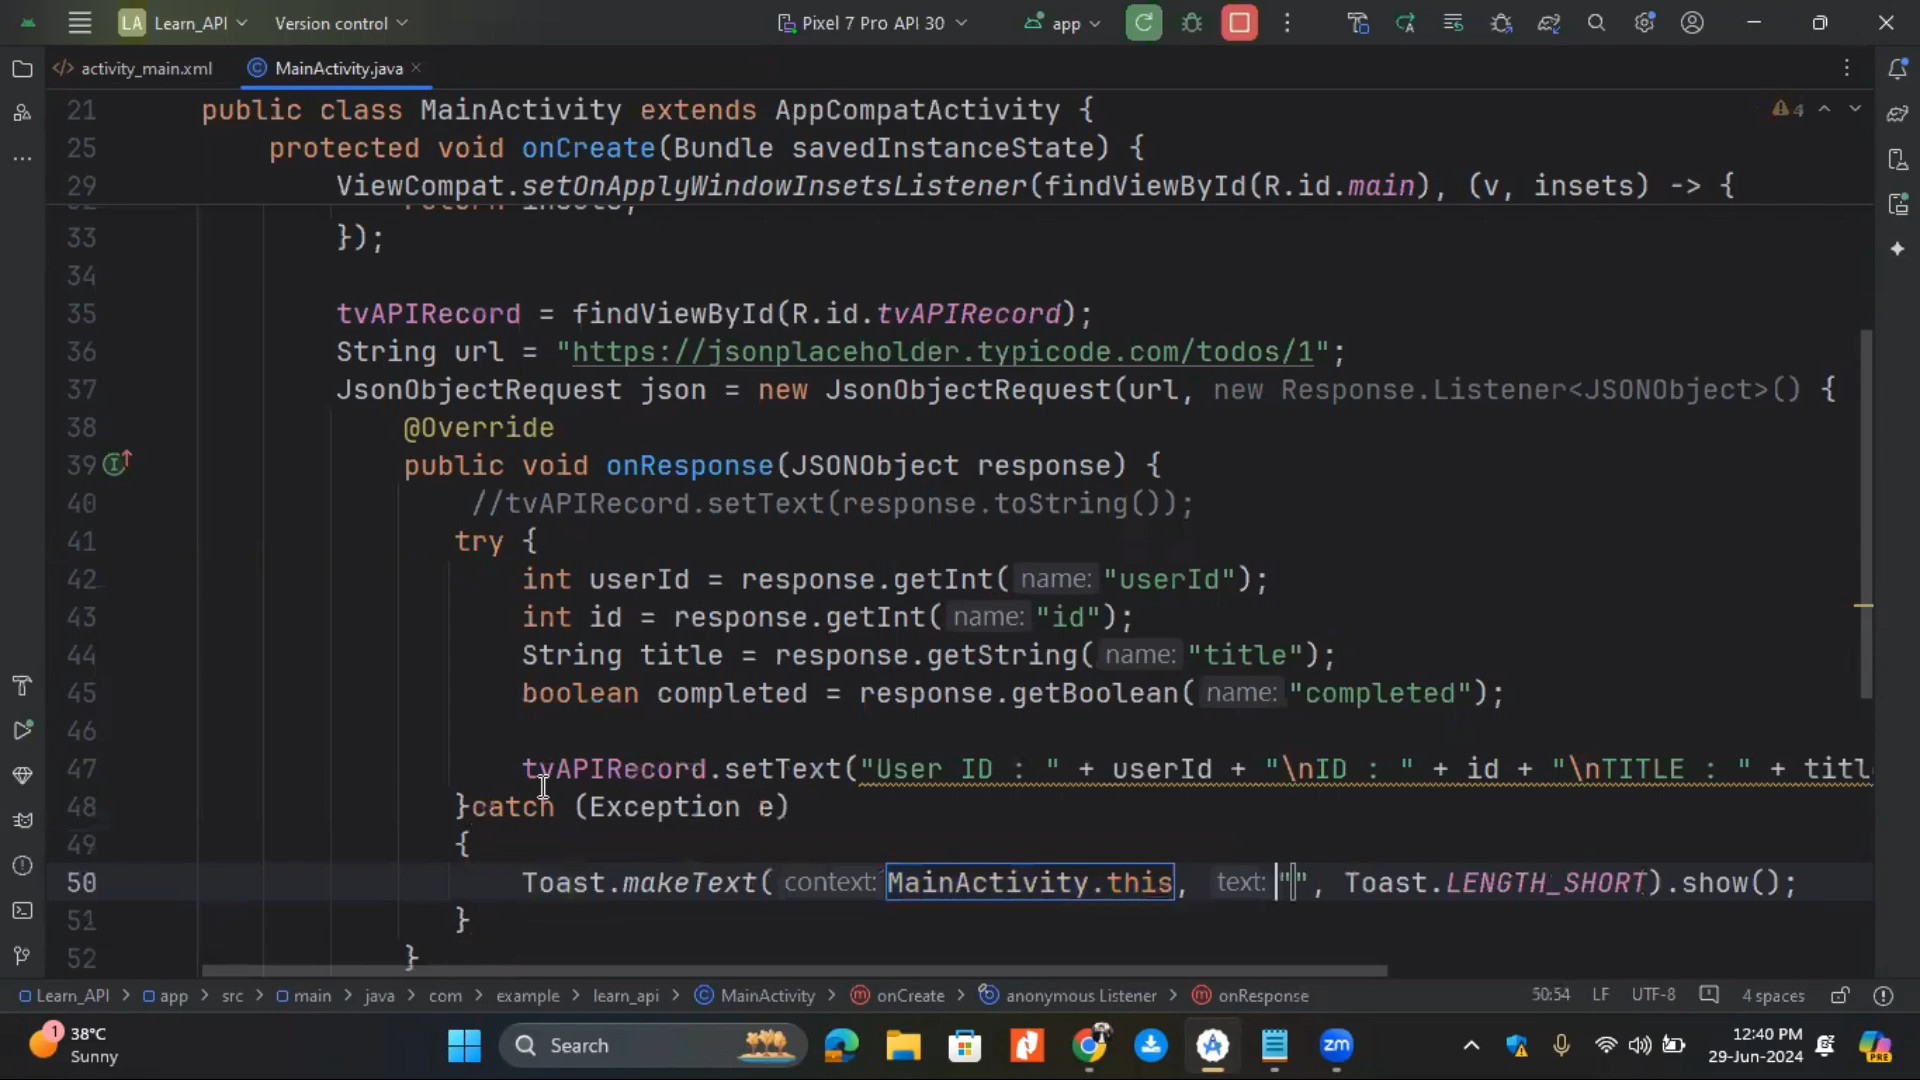 LA Learn_API Version control Pixel 7 Pro API 30 app
activity_main.xml MainActivity.java
21 public class MainActivity extends AppCompatActivity { 4
25 protected void onCreate(Bundle savedInstanceState) {
29 ViewCompat.setOnApplyWindowInsetsListener(findViewById(R.id.main), (v, insets) -> {
return insets;
33 });
34
35 tvAPIRecord = findViewById(R.id.tvAPIRecord);
36 String url = "https://jsonplaceholder.typicode.com/todos/1";
37 JsonObjectRequest json = new JsonObjectRequest(url, new Response.Listener<JSONObject>() {
38 @Override
39 public void onResponse(JSONObject response) {
40 //tvAPIRecord.setText(response.toString());
41 try {
42 int userId = response.getInt( name: "userId");
43 int id = response.getInt( name: "id");
44 String title = response.getString( name: "title");
45 boolean completed = response.getBoolean( name: "completed");
46
47 tvAPIRecord.setText("User ID : " + userId + "\nID : " + id + "\nTITLE : " + titl
48 }catch (Exception e)
49 {
50 Toast.makeText( context: MainActivity.this, text: "", Toast.LENGTH_SHORT).show();
51 }
52 }
Learn_API > app > src > main > java > com > example > learn_api > MainActivity > onCreate > anonymous Listener > onResponse 50:54 LF UTF-8 4 spaces
1 38°C
Sunny
Search
zm
12:40 PM
29-Jun-2024
PRE